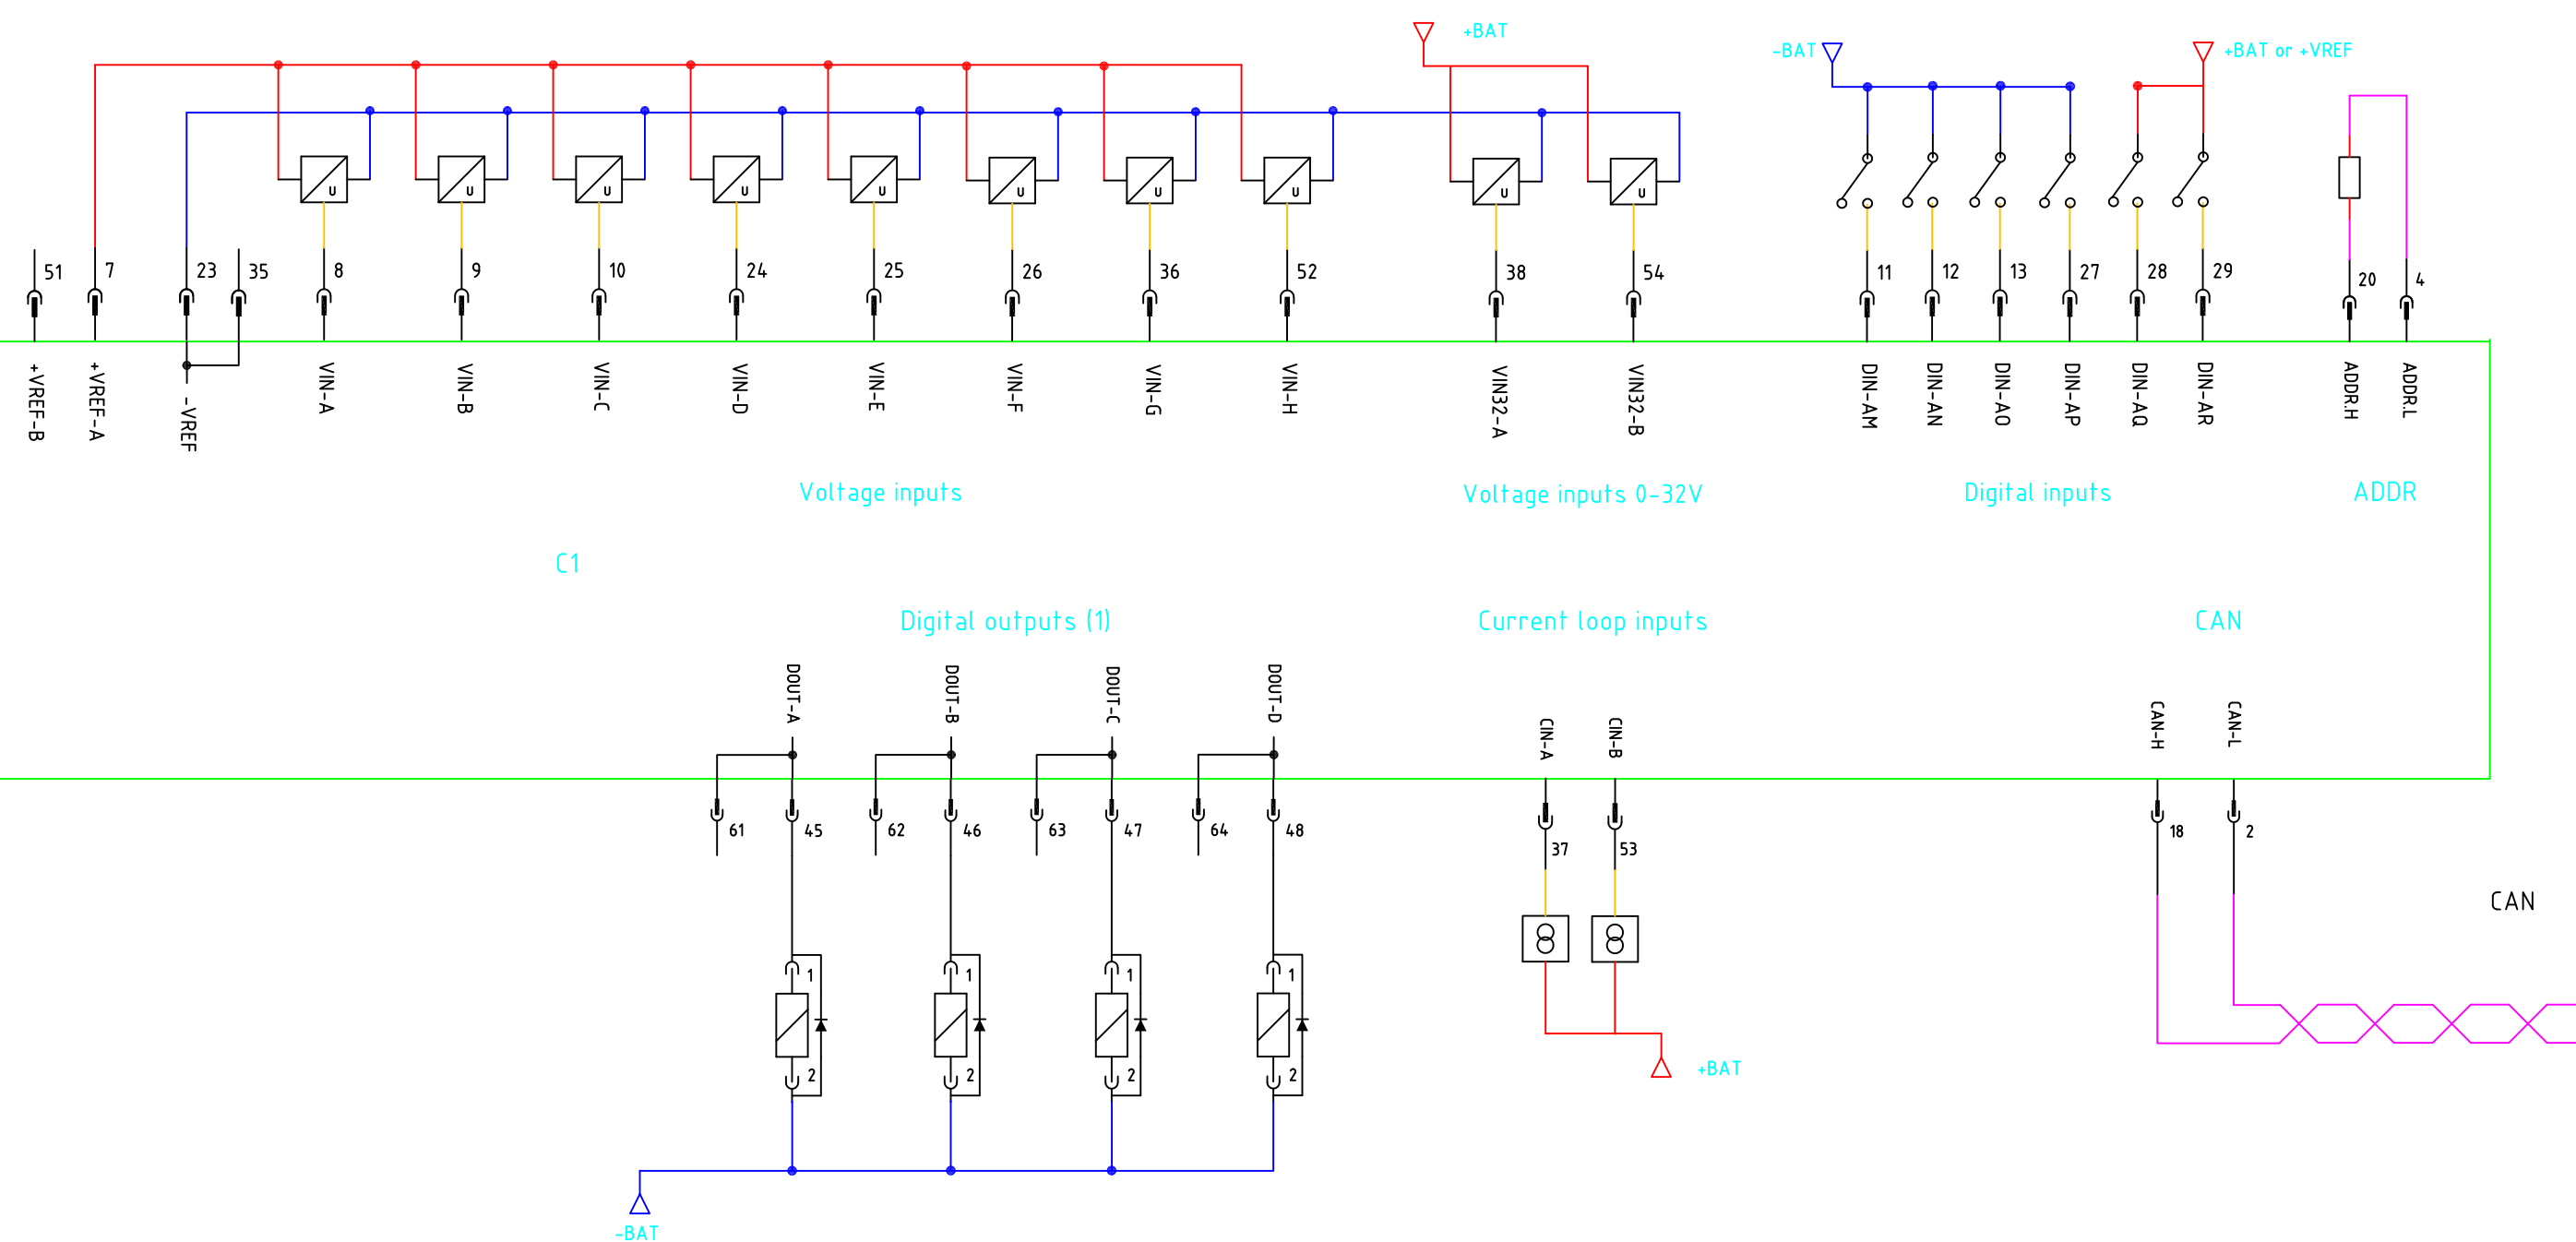 +BAT
-BAT
+BAT or +VREF
U
U
U
U
U
U
U
U
U
U
51
7
23
35
8
9
10
24
25
26
36
52
38
54
11
12
13
27
28
29
20
4
+VREF-B
+VREF-A
-VREF
VIN-A
VIN-B
VIN-C
VIN-D
VIN-E
VIN-F
VIN-G
VIN-H
VIN32-A
VIN32-B
DIN-AM
DIN-AN
DIN-AO
DIN-AP
DIN-AQ
DIN-AR
ADDR.H
ADDR.L
Voltage inputs
Voltage inputs 0-32V
Digital inputs
ADDR
C1
Digital outputs (1)
Current loop inputs
CAN
DOUT-A
DOUT-B
DOUT-C
DOUT-D
CIN-A
CIN-B
CAN-H
CAN-L
61
45
62
46
63
47
64
48
37
53
18
2
CAN
1
1
1
1
2
2
2
2
+BAT
-BAT